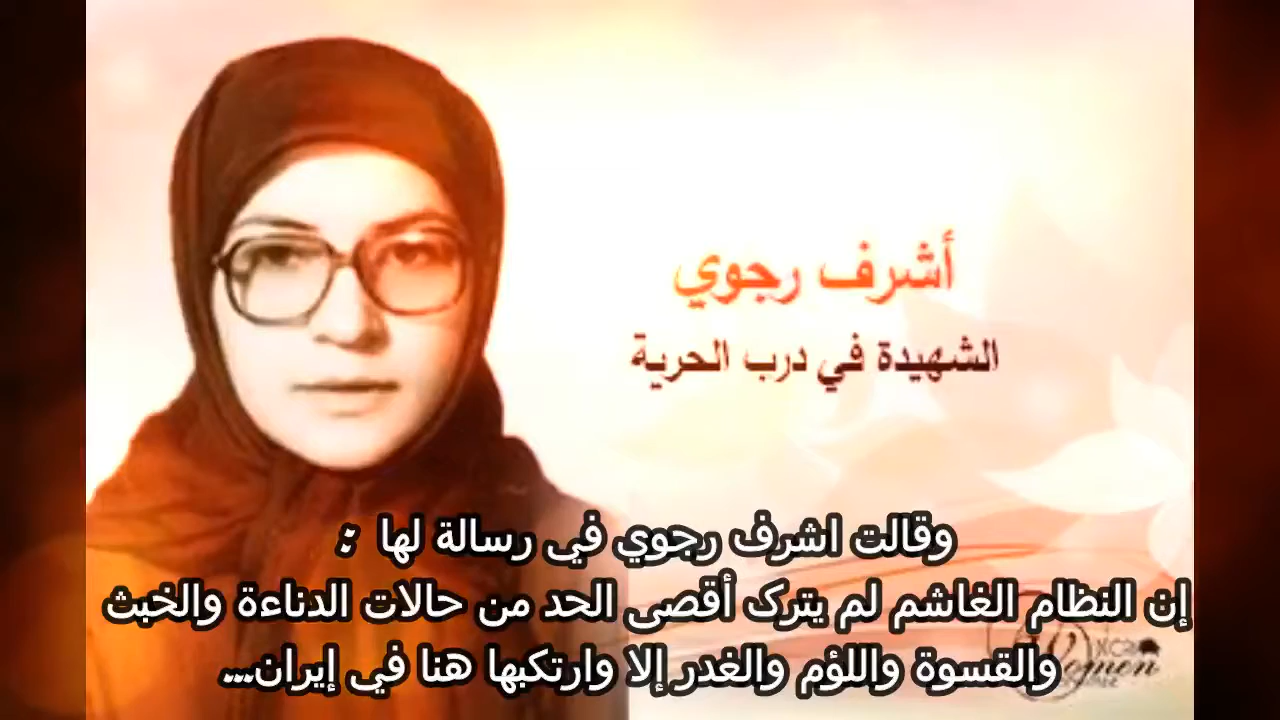 أشرف رجوي
الشهيدة في درب الحرية
وقالت اشرف رجوي في رسالة لها :
إن النظام الغاشم لم يترك أقصى الحد من حالات الدناءة والخبث
والقسوة واللؤم والغدر إلا وارتكبها هنا في إيران...
Women